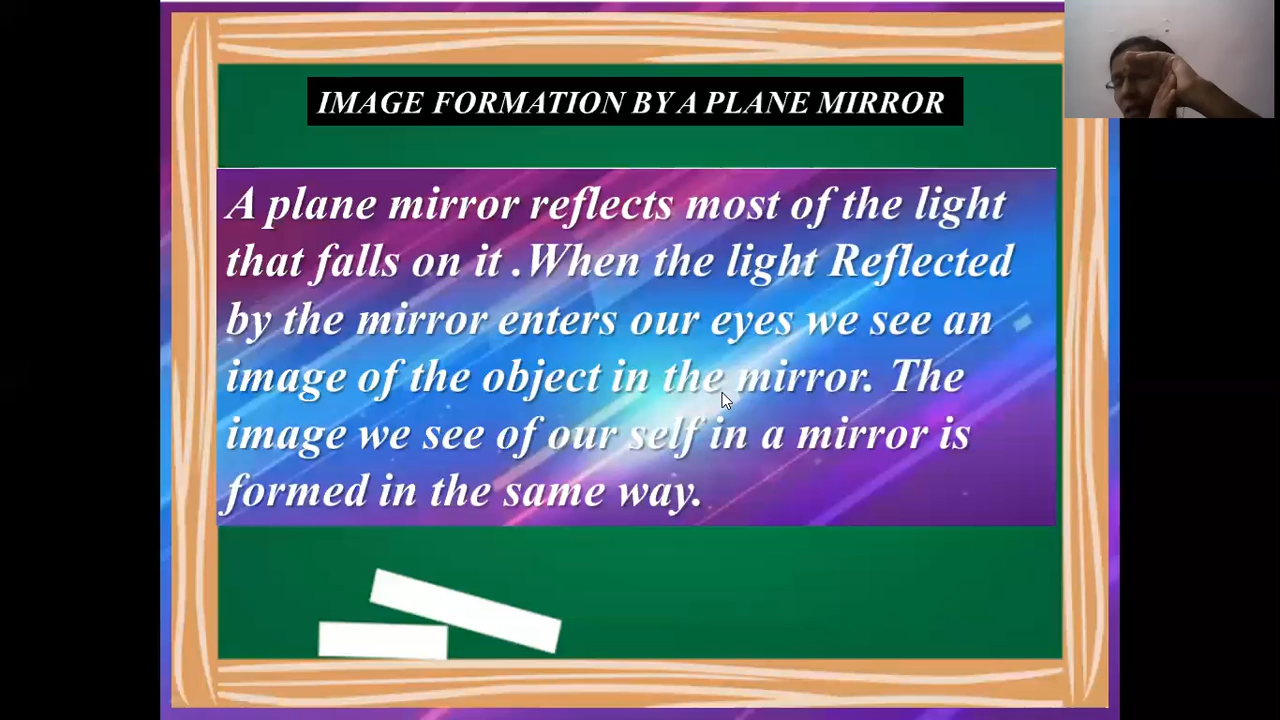 IMAGE FORMATION BY A PLANE MIRROR
A plane mirror reflects most of the light
that falls on it .When the light Reflected
by the mirror enters our eyes we see an
image of the object in the mirror. The
image we see of our self in a mirror is
formed in the same way.